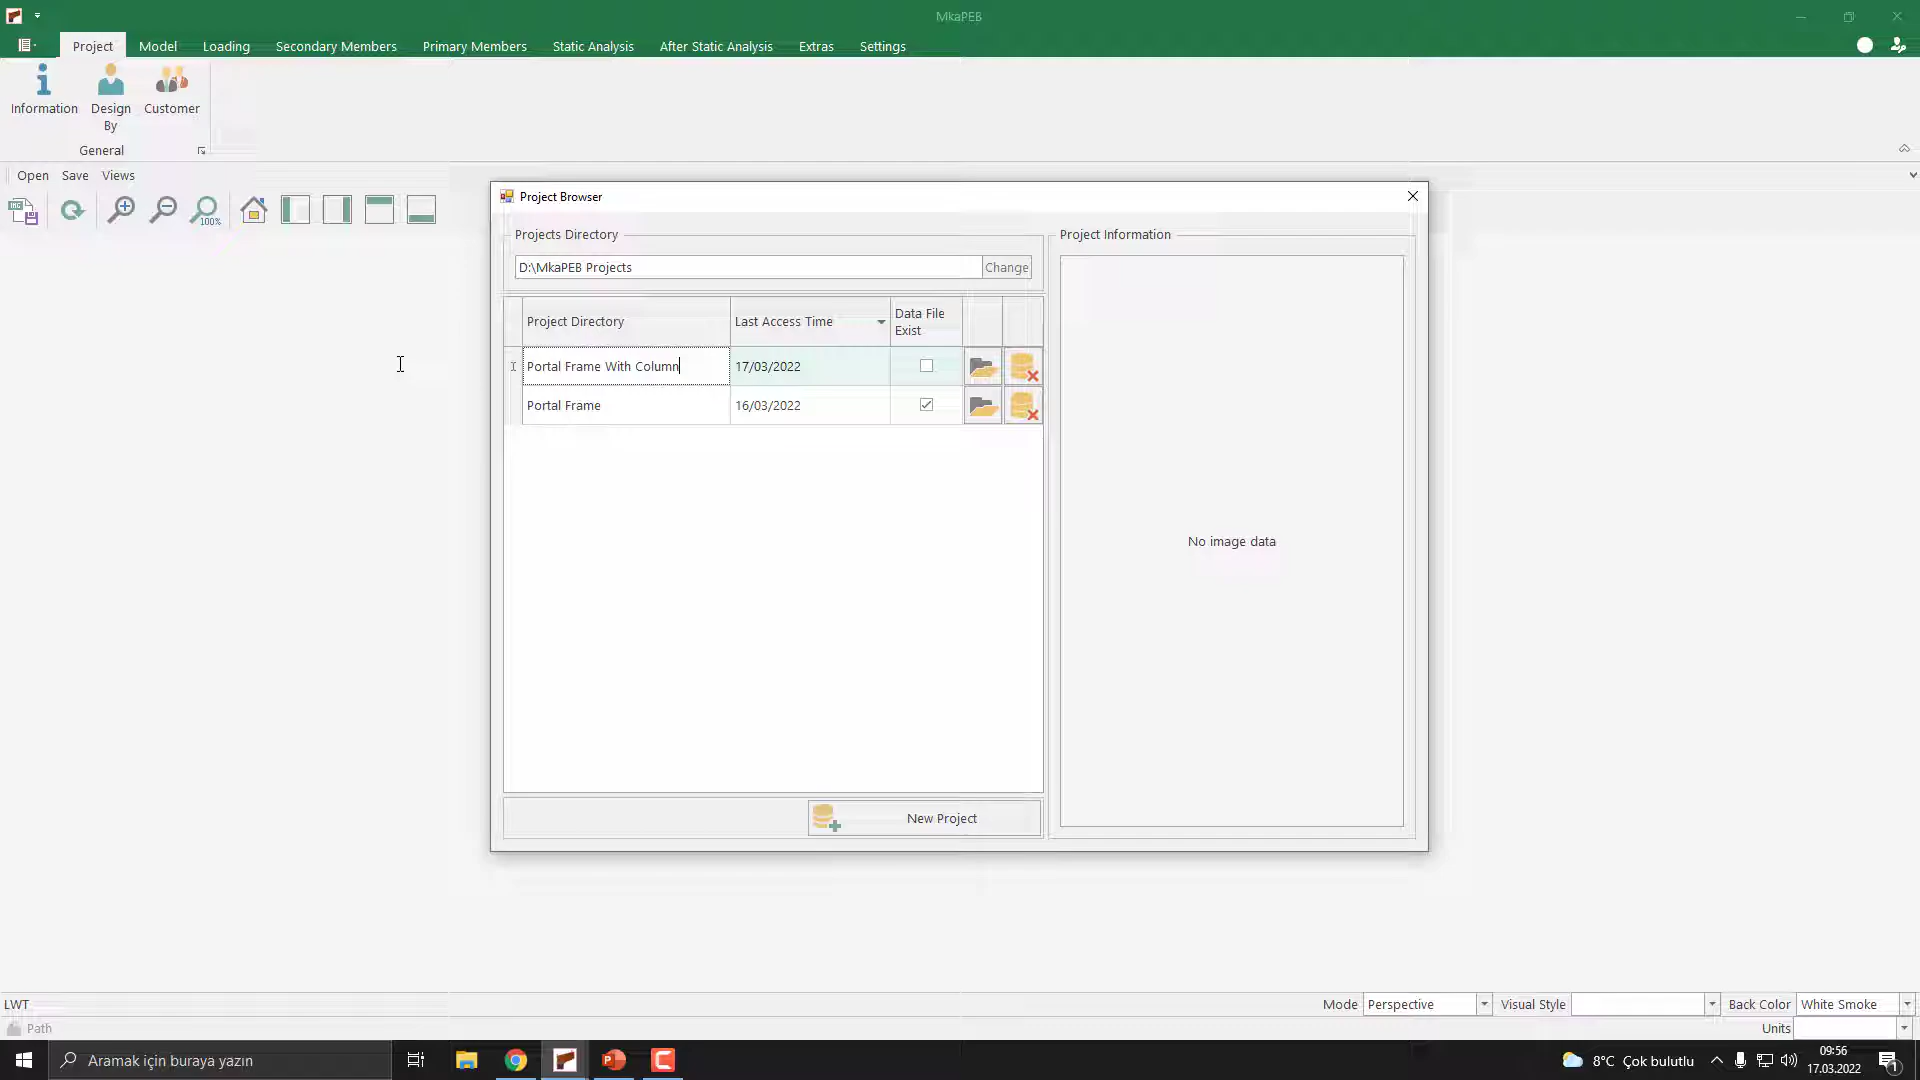 MkaPEB
Project Model Loading Secondary Members Primary Members Static Analysis After Static Analysis Extras Settings
Information Design By Customer
General
Open Save Views
100%
Project Browser
Projects Directory
D:\MkaPEB Projects Change
Project Directory Last Access Time Data File Exist
Portal Frame With Column 17/03/2022
Portal Frame 16/03/2022
New Project
Project Information
No image data
LWT Mode Perspective Visual Style Back Color White Smoke
Path Units
Aramak için buraya yazın 8°C Çok bulutlu 09:56
17.03.2022 1